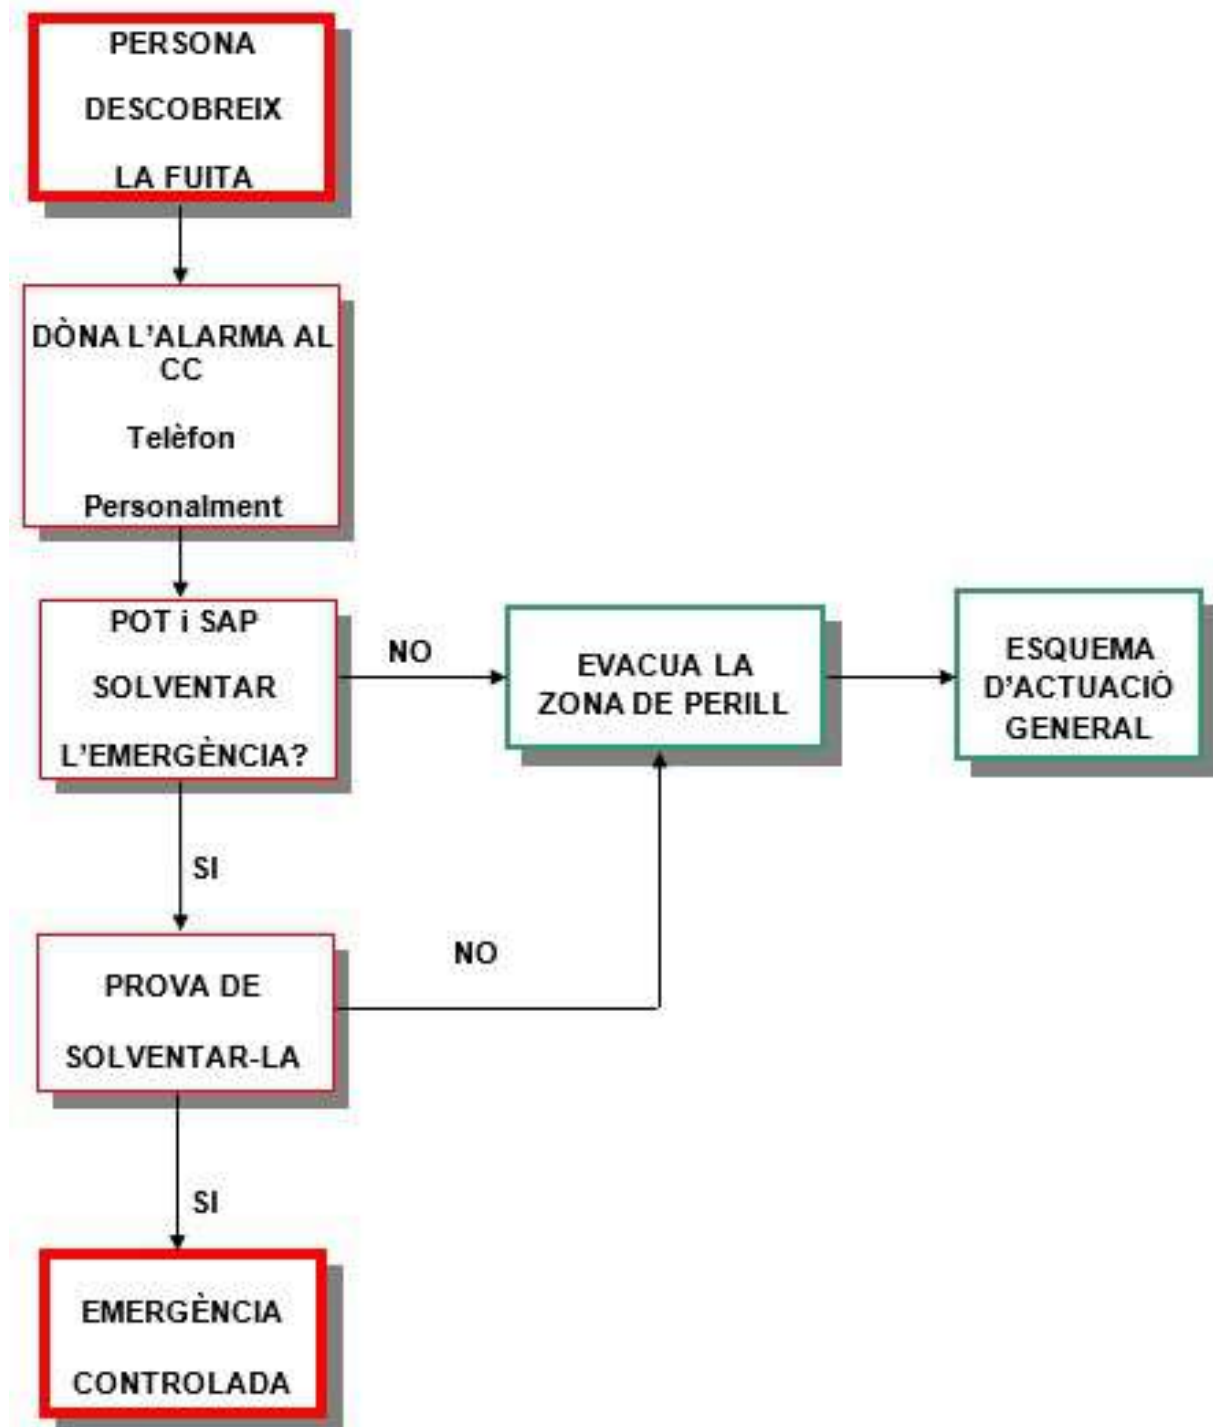 PERSONA
DESCOBREIX
LA FUITA
DÒNA L'ALARMA AL
CC
Telèfon
Personalment
POT i SAP
SOLVENTAR
L'EMERGÈNCIA?
NO
EVACUA LA
ZONA DE PERILL
ESQUEMA
D'ACTUACIÒ
GENERAL
SI
PROVA DE
SOLVENTAR-LA
NO
SI
EMERGÈNCIA
CONTROLADA